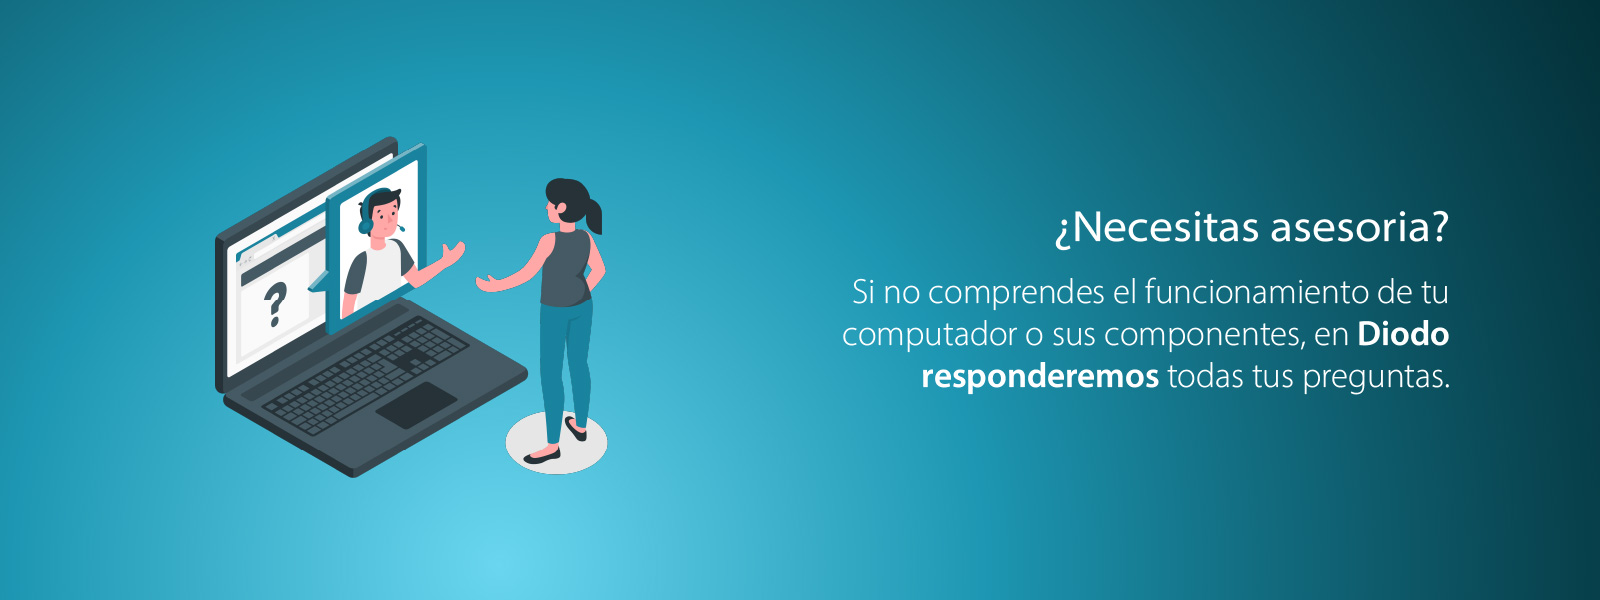 ¿Necesitas asesoria?
Si no comprendes el funcionamiento de tu
computador o sus componentes, en Diodo
responderemos todas tus preguntas.
?